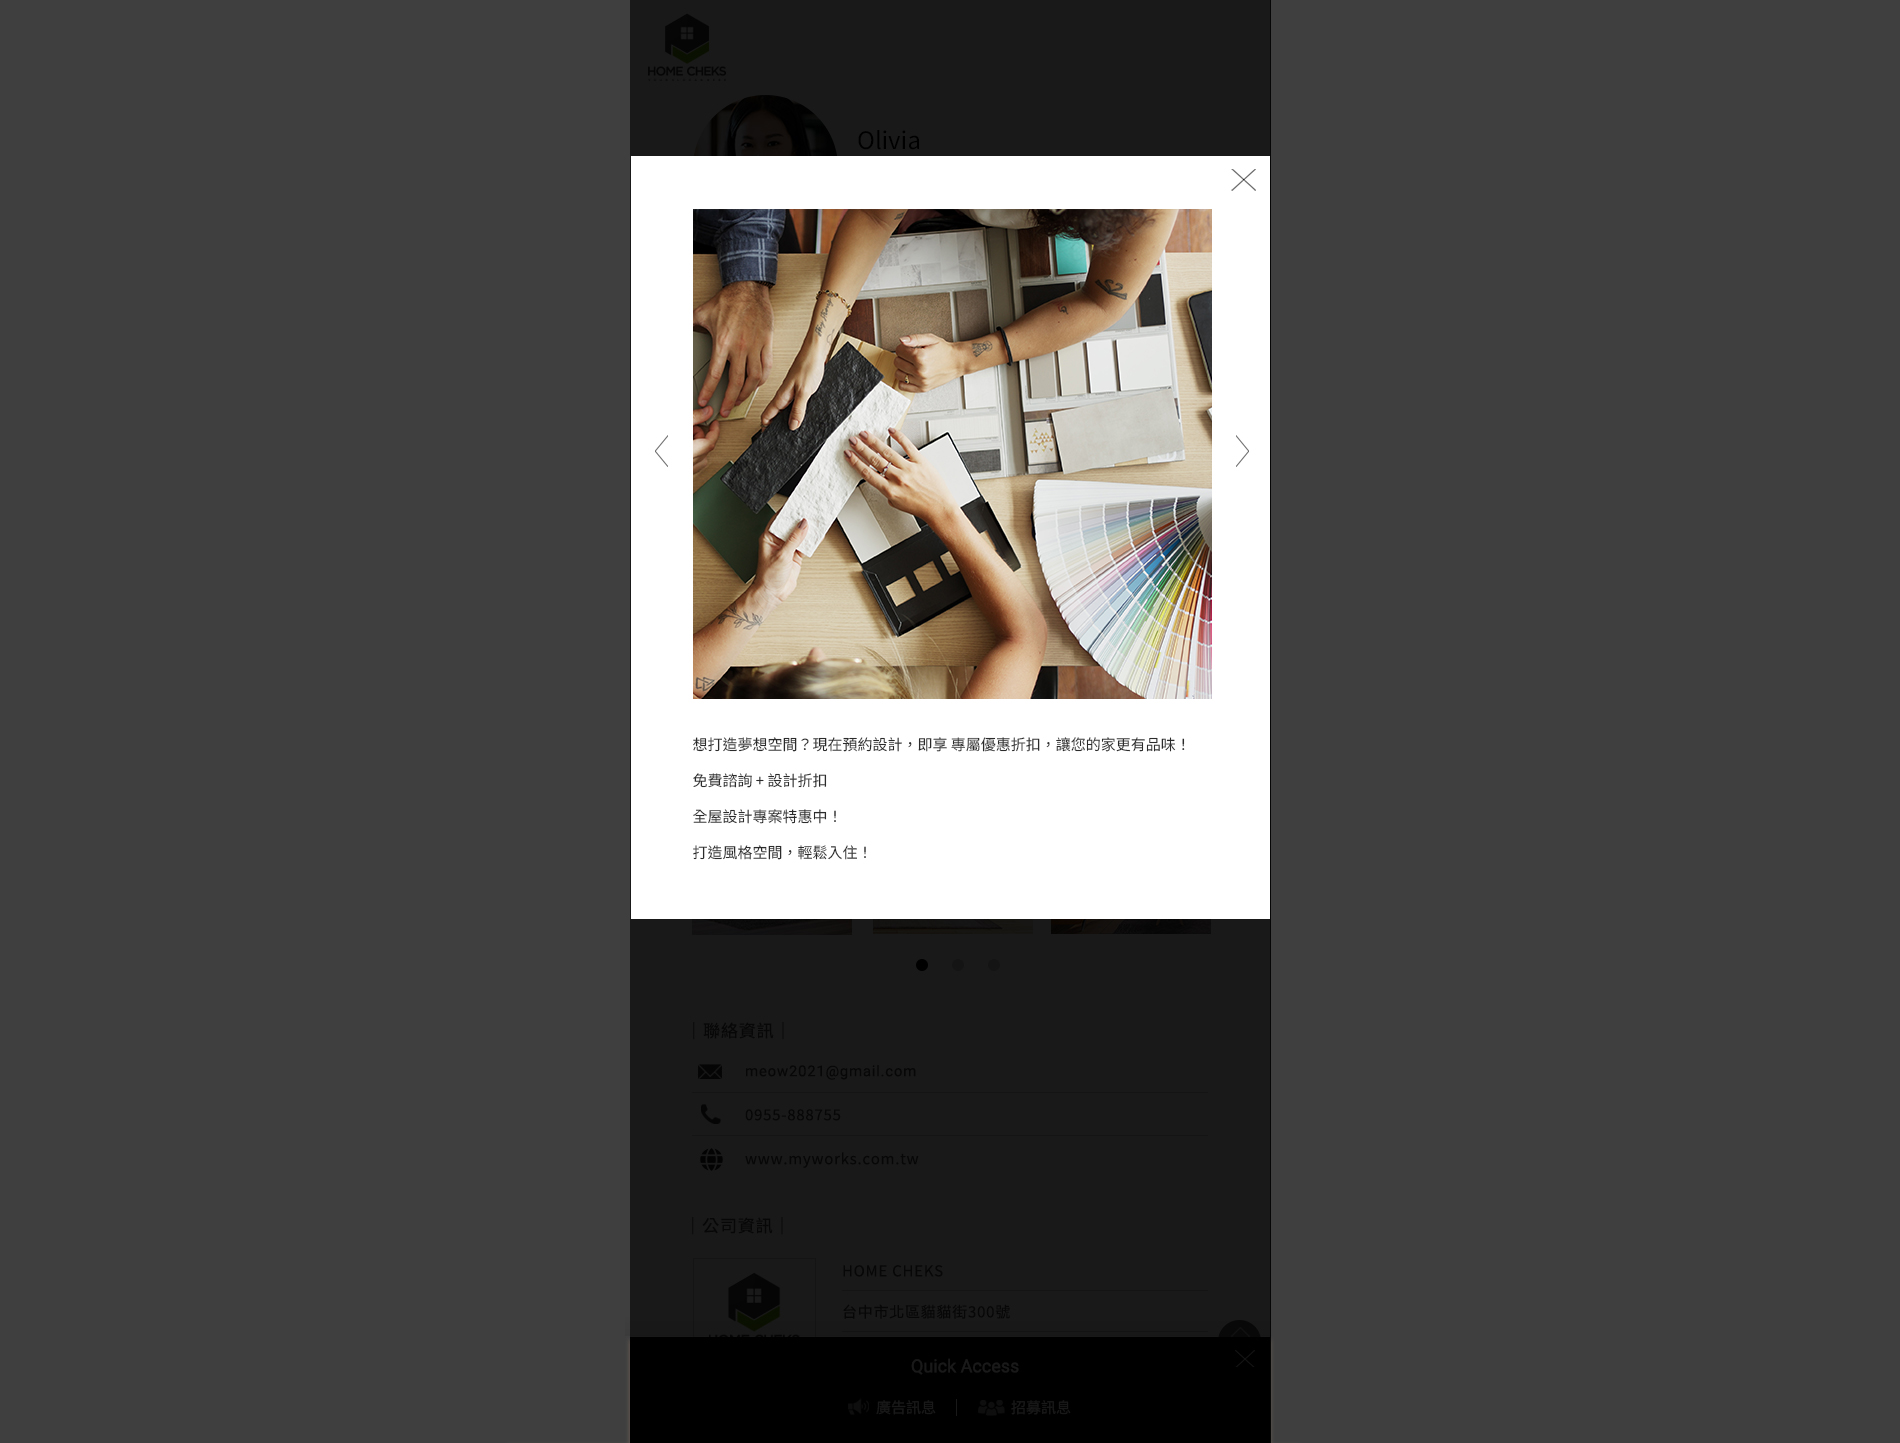 HOME CHEKS
Olivia
想打造夢想空間？現在預約設計，即享 專屬優惠折扣，讓您的家更有品味！
免費諮詢 + 設計折扣
全屋設計專案特惠中！
打造風格空間，輕鬆入住！
｜聯絡資訊｜
meow2021@gmail.com
0955-888755
www.myworks.com.tw
｜公司資訊｜
HOME CHEKS
HOME CHEKS
台中市北區貓貓街300號
Quick Access
廣告訊息 | 招募訊息